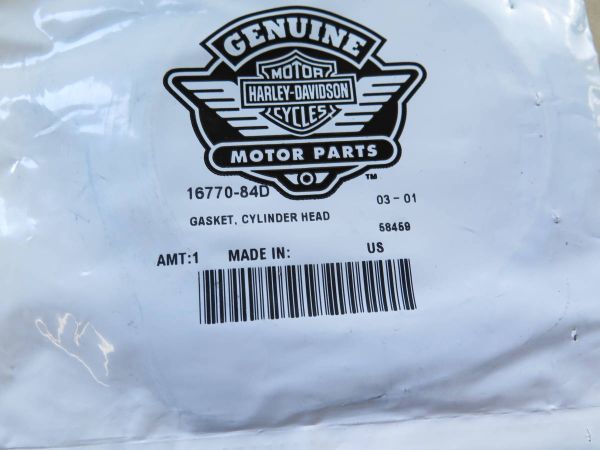 GENUINE
MOTOR
HARLEY-DAVIDSON
CYCLES
MOTOR PARTS
TM
16770-84D 03-01
GASKET, CYLINDER HEAD
58459
AMT:1 MADE IN: US